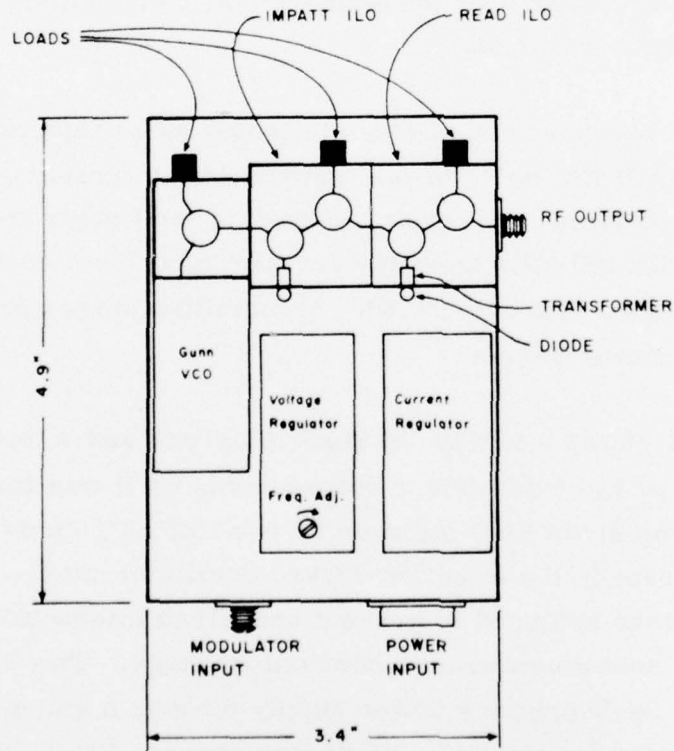 IMPATT ILO
READ ILO
LOADS
RF OUTPUT
TRANSFORMER
DIODE
Gunn
VCO
Voltage
Regulator
Current
Regulator
Freq. Adj.
4.9"
MODULATOR
INPUT
POWER
INPUT
3.4"